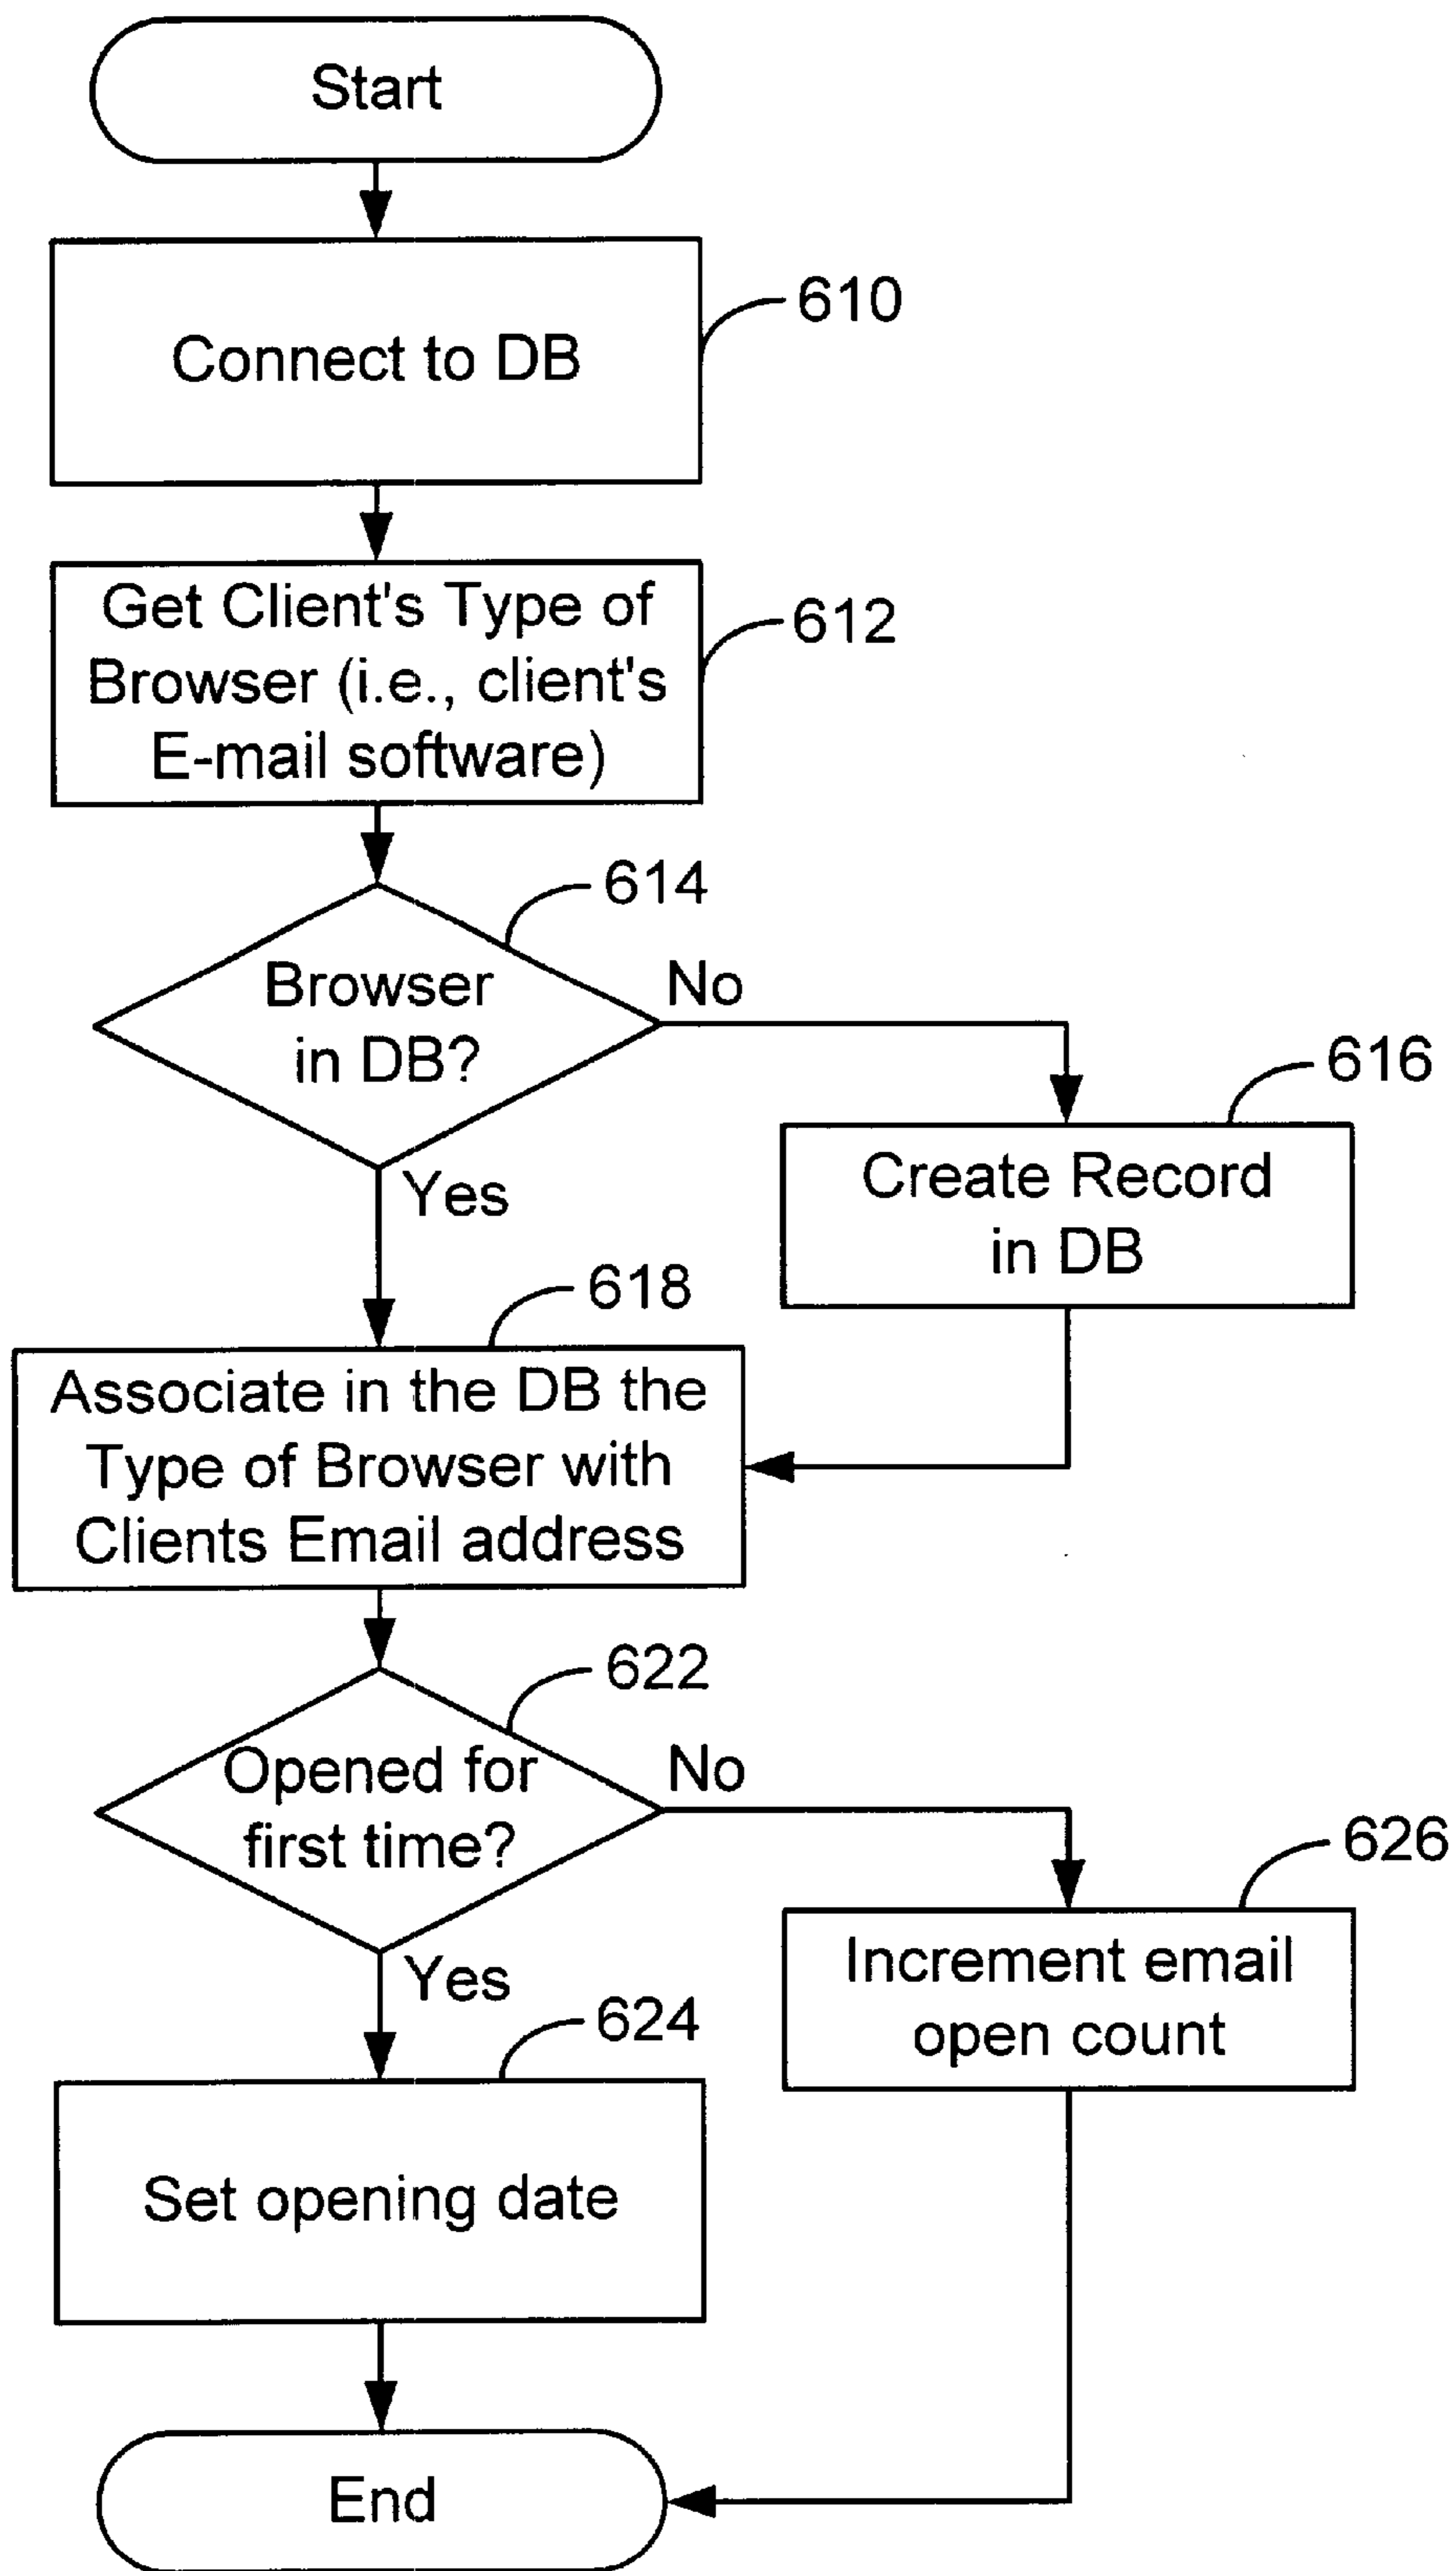 Start
610
Connect to DB
Get Client's Type of
Browser (i.e., client's
E-mail software)
612
614
Browser
in DB?
No
Yes
616
Create Record
in DB
618
Associate in the DB the
Type of Browser with
Clients Email address
622
Opened for
first time?
No
Yes
626
Increment email
open count
624
Set opening date
End